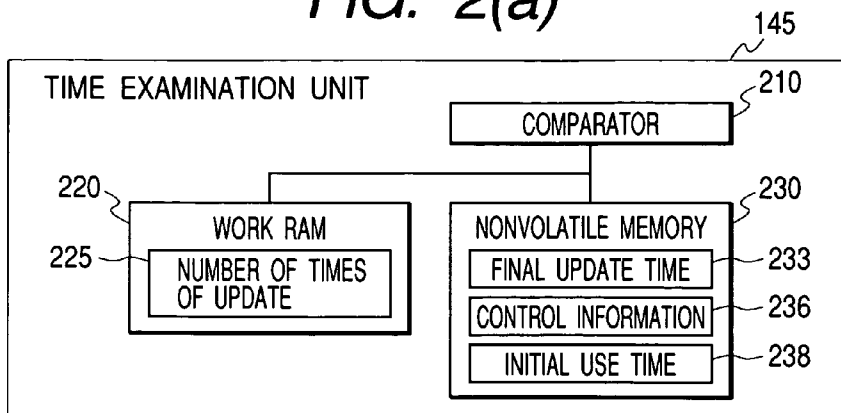 FIG. 2(a)
145
TIME EXAMINATION UNIT
210
COMPARATOR
220
230
WORK RAM
NONVOLATILE MEMORY
225
NUMBER OF TIMES
OF UPDATE
FINAL UPDATE TIME
233
CONTROL INFORMATION
236
INITIAL USE TIME
238